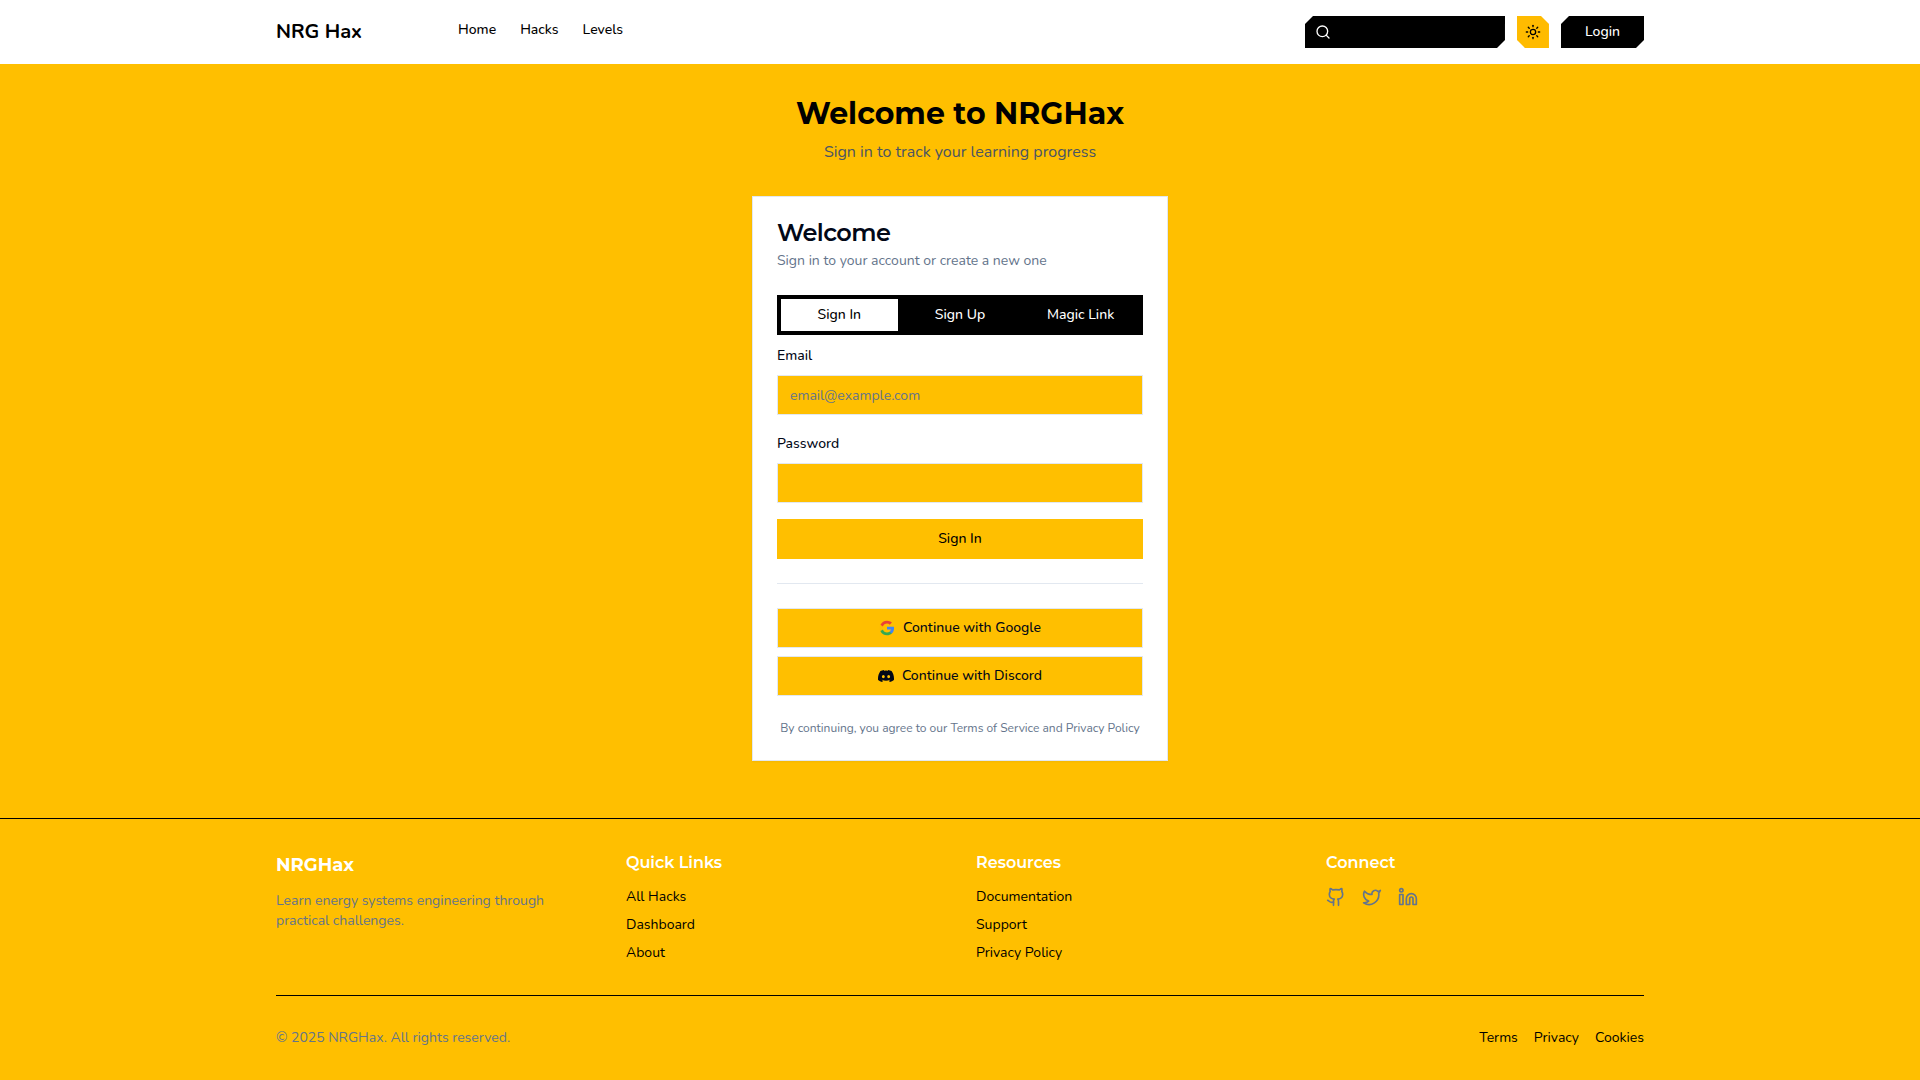 NRG Hax
Home
Hacks
Levels
Login
Welcome to NRGHax
Sign in to track your learning progress
Welcome
Sign in to your account or create a new one
Sign In
Sign Up
Magic Link
Email
email@example.com
Password
Sign In
Continue with Google
Continue with Discord
By continuing, you agree to our Terms of Service and Privacy Policy
NRGHax
Learn energy systems engineering through
practical challenges.
Quick Links
All Hacks
Dashboard
About
Resources
Documentation
Support
Privacy Policy
Connect
© 2025 NRGHax. All rights reserved.
Terms
Privacy
Cookies